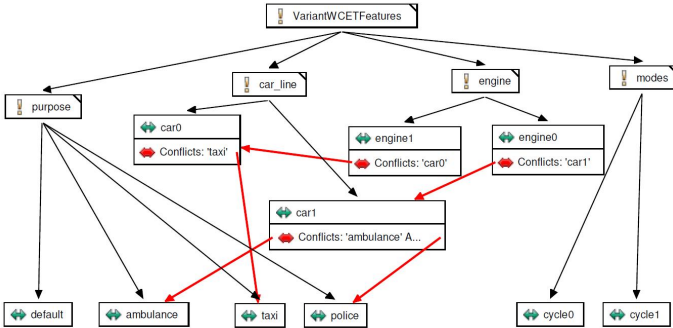 VariantWCETFeatures
car_line
engine
modes
purpose
car0
Conflicts: 'taxi'
engine1
Conflicts: 'car0'
engine0
Conflicts: 'car1'
car1
Conflicts: 'ambulance' A...
default
ambulance
taxi
police
cycle0
cycle1